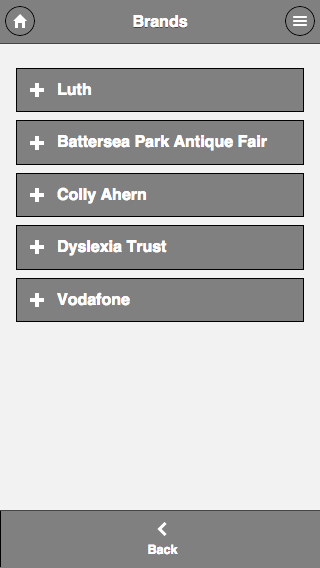 Brands
Luth
Battersea Park Antique Fair
Colly Ahern
Dyslexia Trust
Vodafone
Back